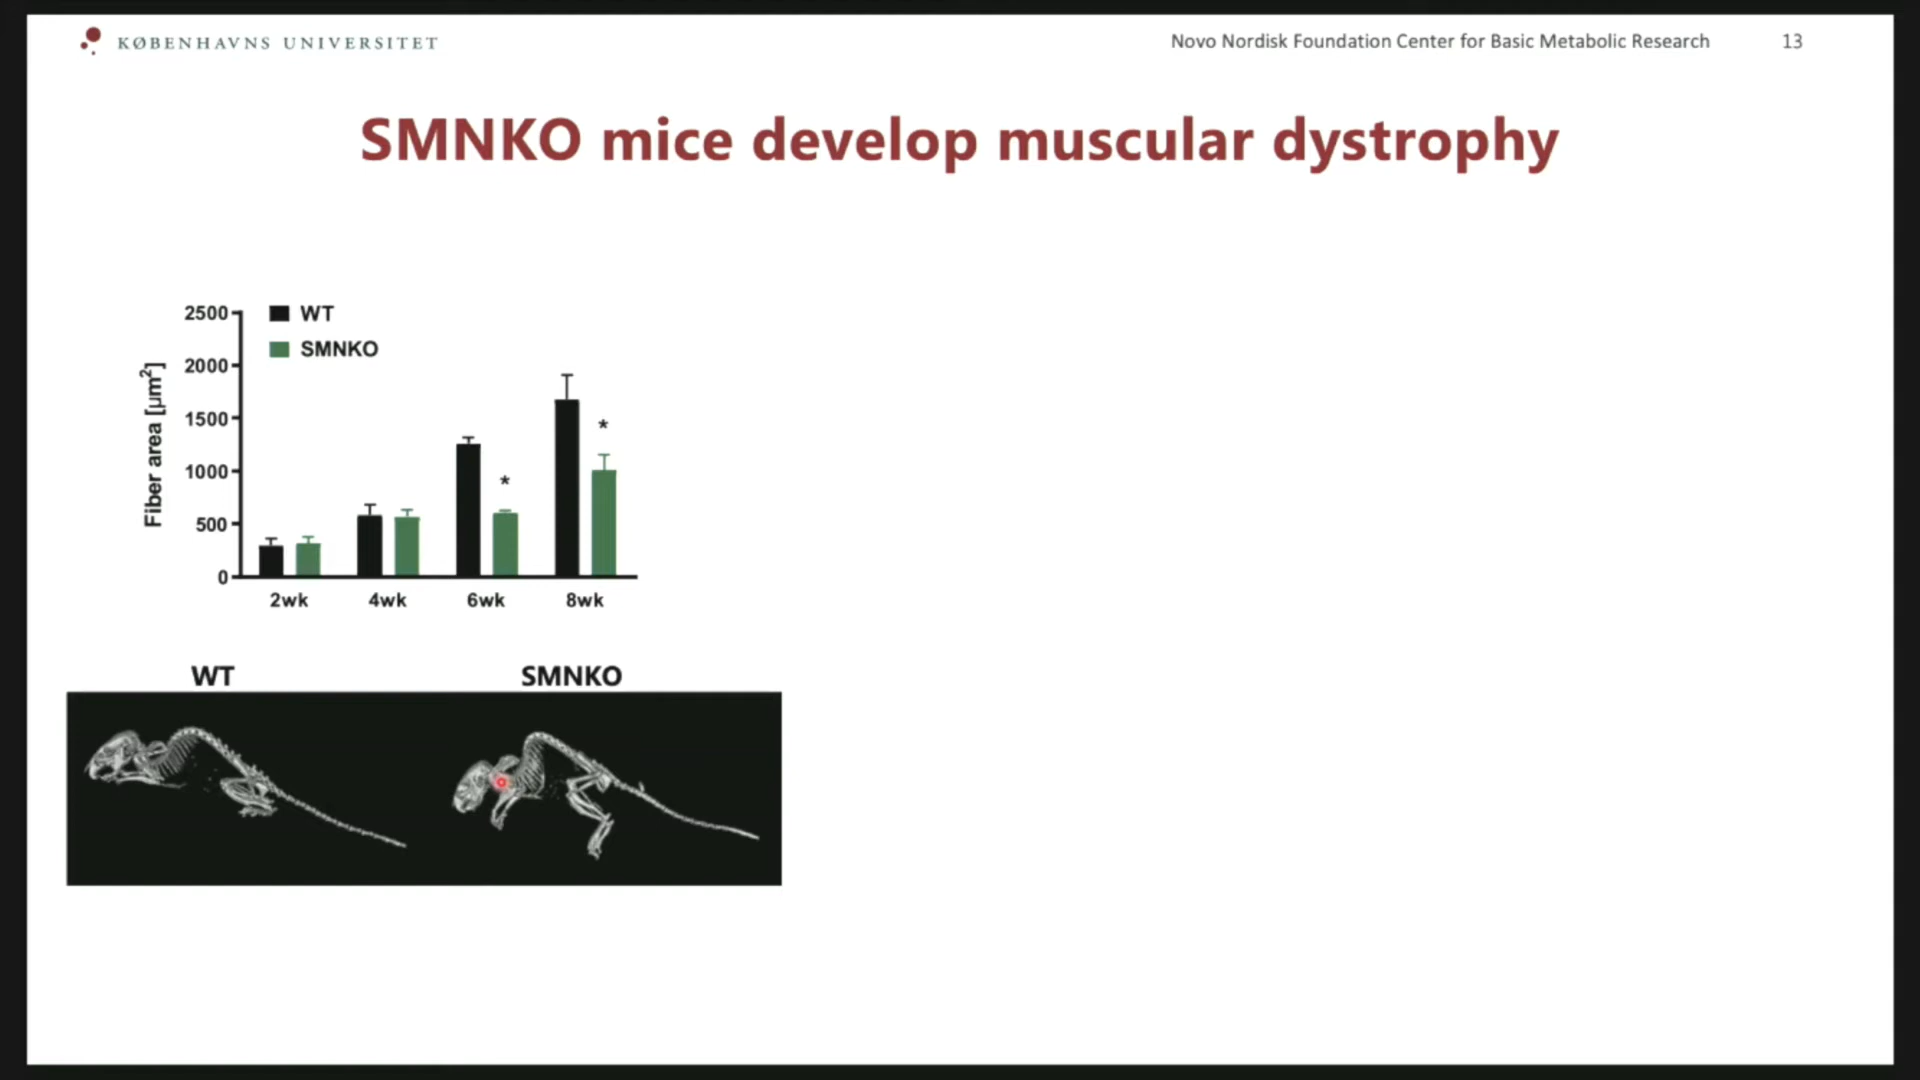 KØBENHAVNS UNIVERSITET
Novo Nordisk Foundation Center for Basic Metabolic Research 13
SMNKO mice develop muscular dystrophy
WT
SMNKO
Fiber area [µm²]
2500
2000
1500
1000
500
0
*
*
2wk 4wk 6wk 8wk
WT SMNKO